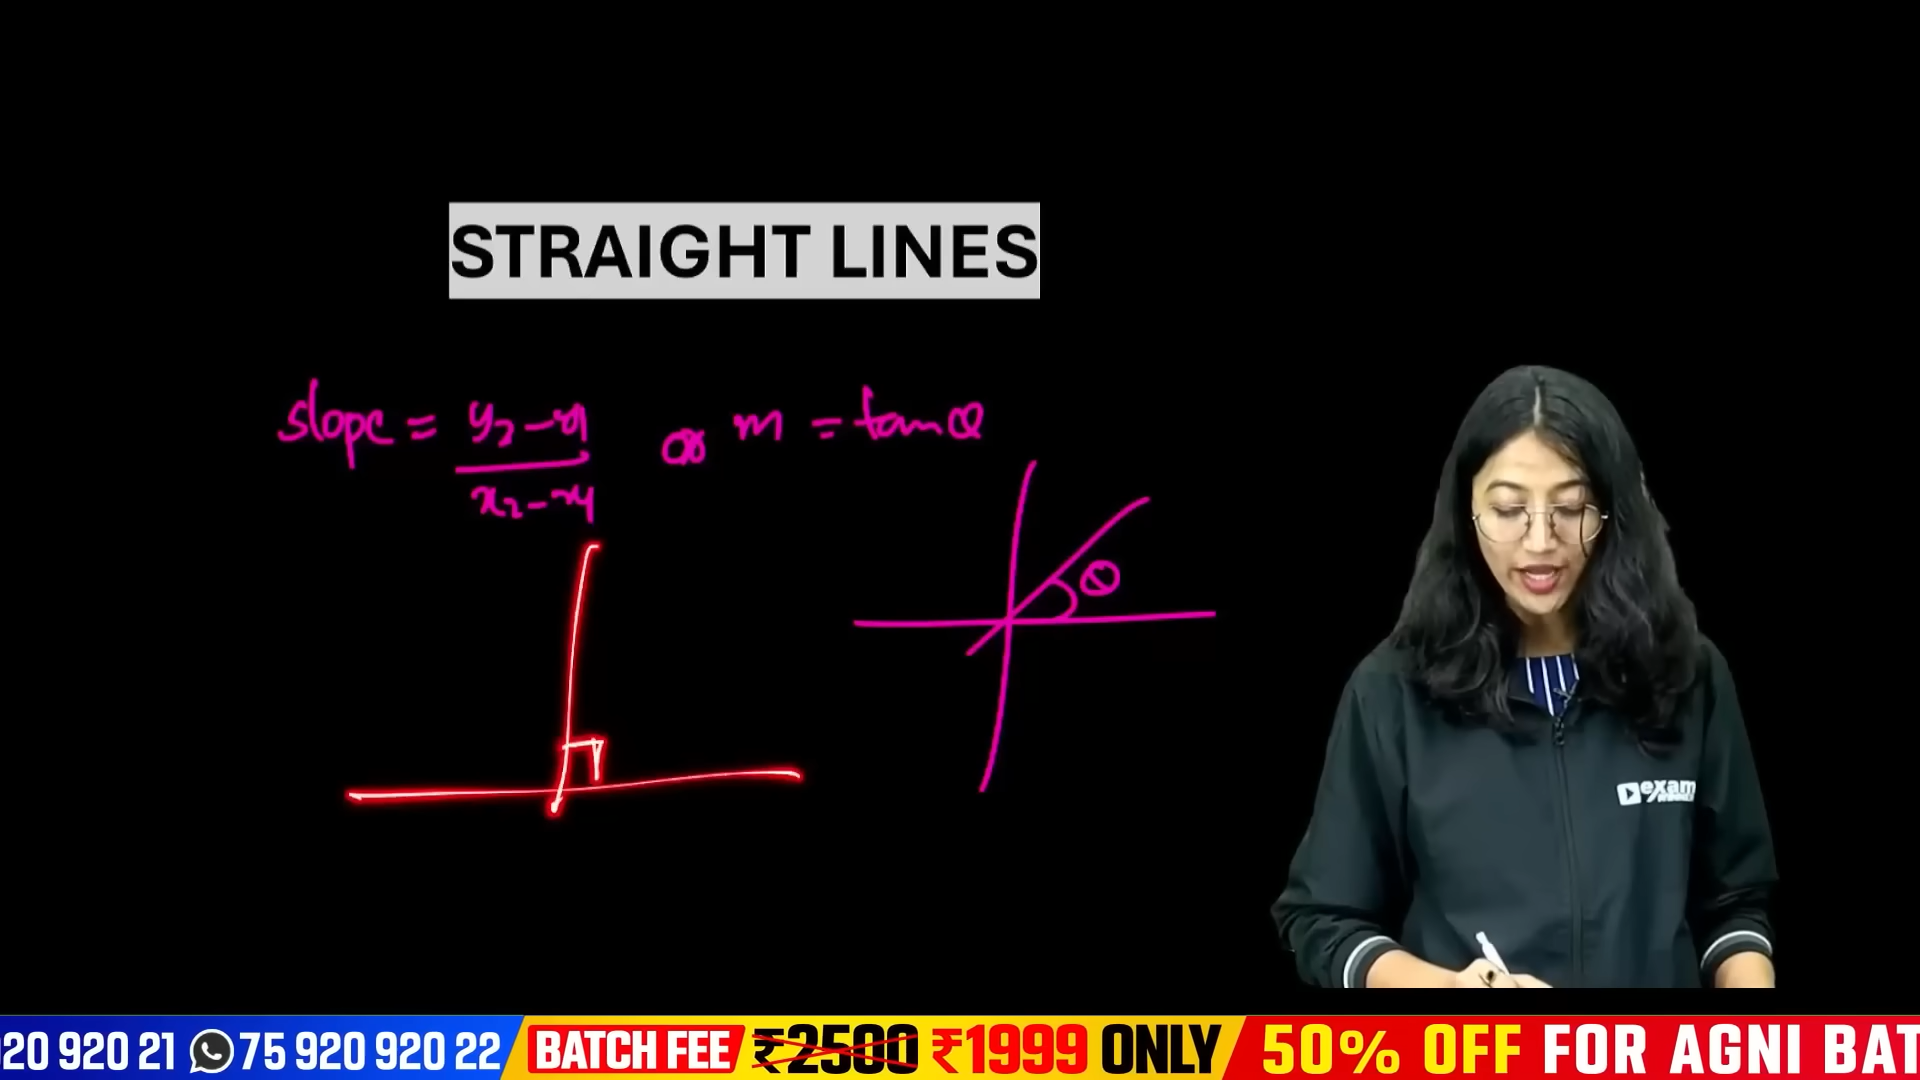 STRAIGHT LINES
slope = y₂-y₁ or m = tanθ
x₂-x₁
θ
exam
20 920 21 75 920 920 22 BATCH FEE ₹2500 ₹1999 ONLY 50% OFF FOR AGNI BAT